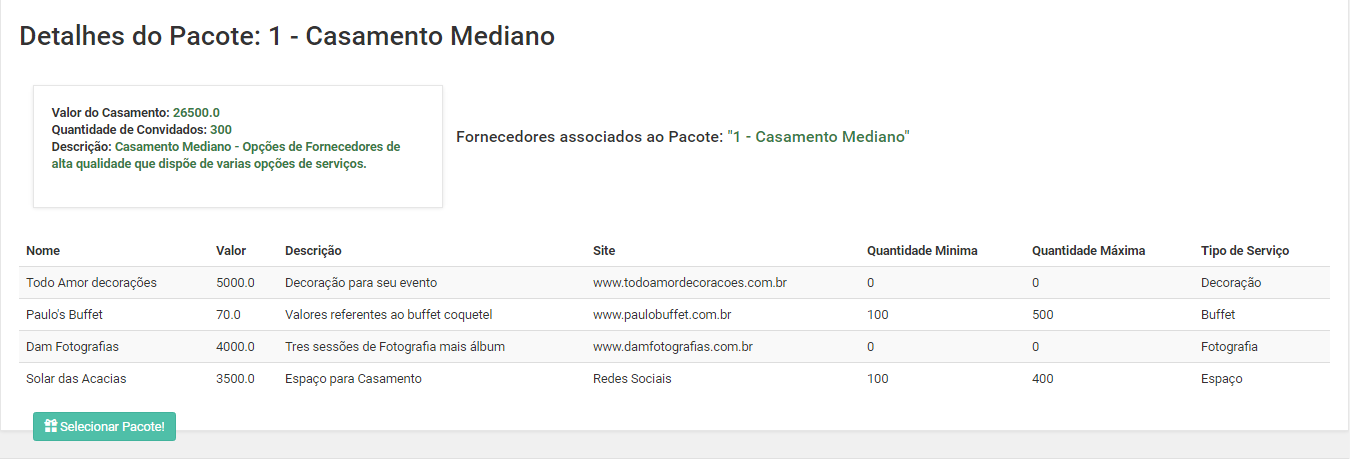 Detalhes do Pacote: 1 - Casamento Mediano
Valor do Casamento: 26500.0
Quantidade de Convidados: 300
Descrição: Casamento Mediano - Opções de Fornecedores de
alta qualidade que dispõe de varias opções de serviços.
Fornecedores associados ao Pacote: "1 - Casamento Mediano"
Nome Valor Descrição Site Quantidade Minima Quantidade Máxima Tipo de Serviço
Todo Amor decorações 5000.0 Decoração para seu evento www.todoamordecoracoes.com.br 0 0 Decoração
Paulo's Buffet 70.0 Valores referentes ao buffet coquetel www.paulobuffet.com.br 100 500 Buffet
Dam Fotografias 4000.0 Tres sessões de Fotografia mais álbum www.damfotografias.com.br 0 0 Fotografia
Solar das Acacias 3500.0 Espaço para Casamento Redes Sociais 100 400 Espaço
Selecionar Pacote!